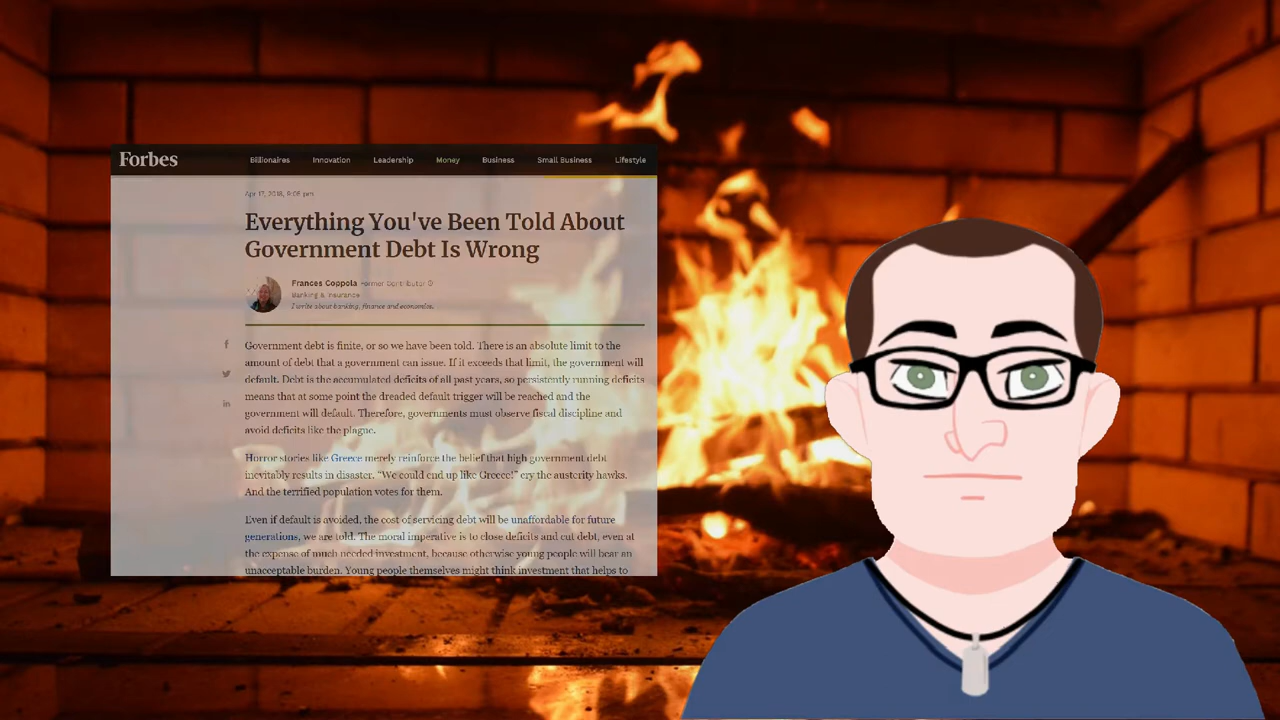 Forbes
Billionaires Innovation Leadership Money Business Small Business Lifestyle
Apr 17, 2018, 9:05 pm
Everything You've Been Told About
Government Debt Is Wrong
Frances Coppola Former Contributor
Banking & Insurance
I write about banking, finance and economics.
Government debt is finite, or so we have been told. There is an absolute limit to the
amount of debt that a government can issue. If it exceeds that limit, the government will
default. Debt is the accumulated deficits of all past years, so persistently running deficits
means that at some point the dreaded default trigger will be reached and the
government will default. Therefore, governments must observe fiscal discipline and
avoid deficits like the plague.
Horror stories like Greece merely reinforce the belief that high government debt
inevitably results in disaster. “We could end up like Greece!” cry the austerity hawks.
And the terrified population votes for them.
Even if default is avoided, the cost of servicing debt will be unaffordable for future
generations, we are told. The moral imperative is to close deficits and cut debt, even at
the expense of much needed investment, because otherwise young people will bear an
unacceptable burden. Young people themselves might think investment that helps to